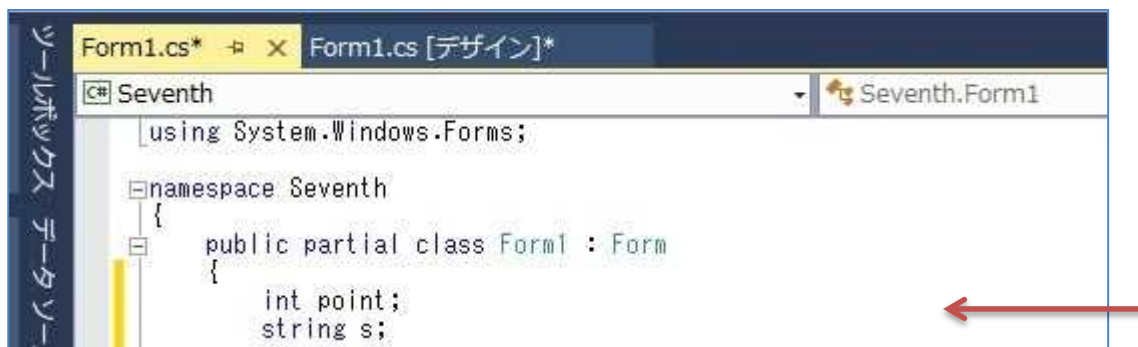 Form1.cs* Form1.cs [デザイン]*
Seventh Seventh.Form1
using System.Windows.Forms;
namespace Seventh
{
public partial class Form1 : Form
{
int point;
string s;
ツールボックス データソー